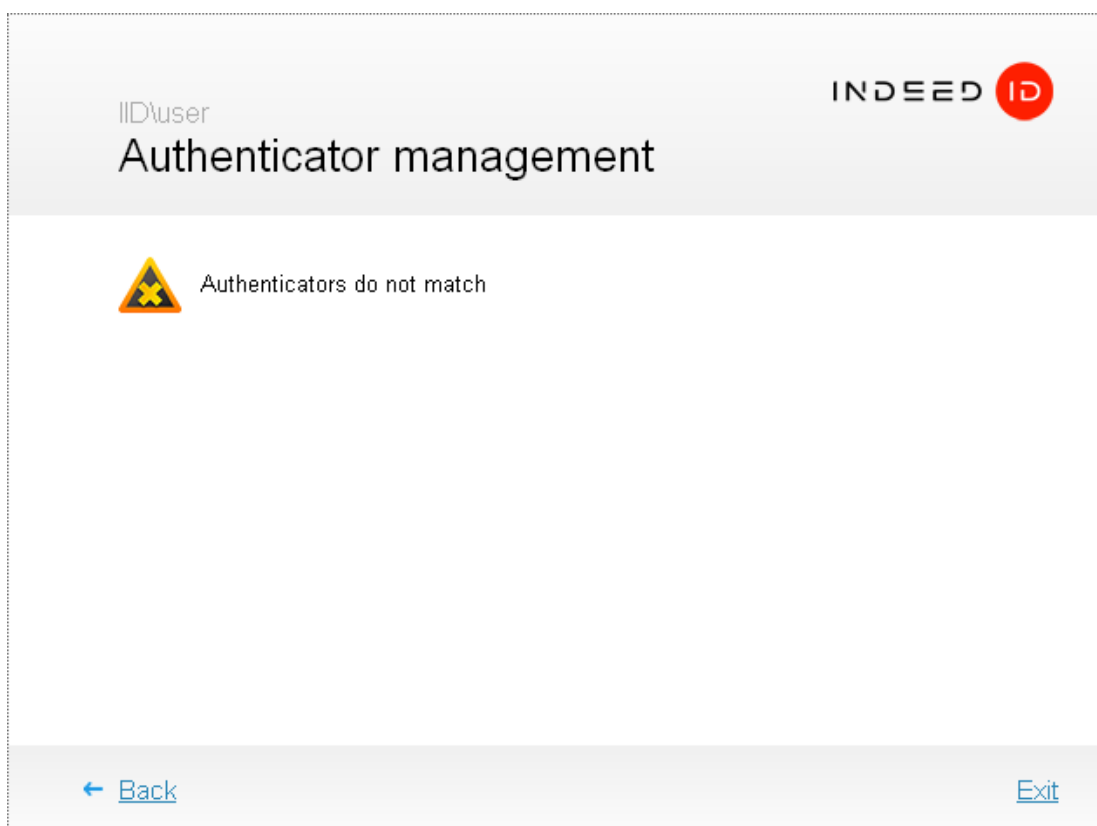 INDEED ID
IID\user
Authenticator management
Authenticators do not match
Back
Exit